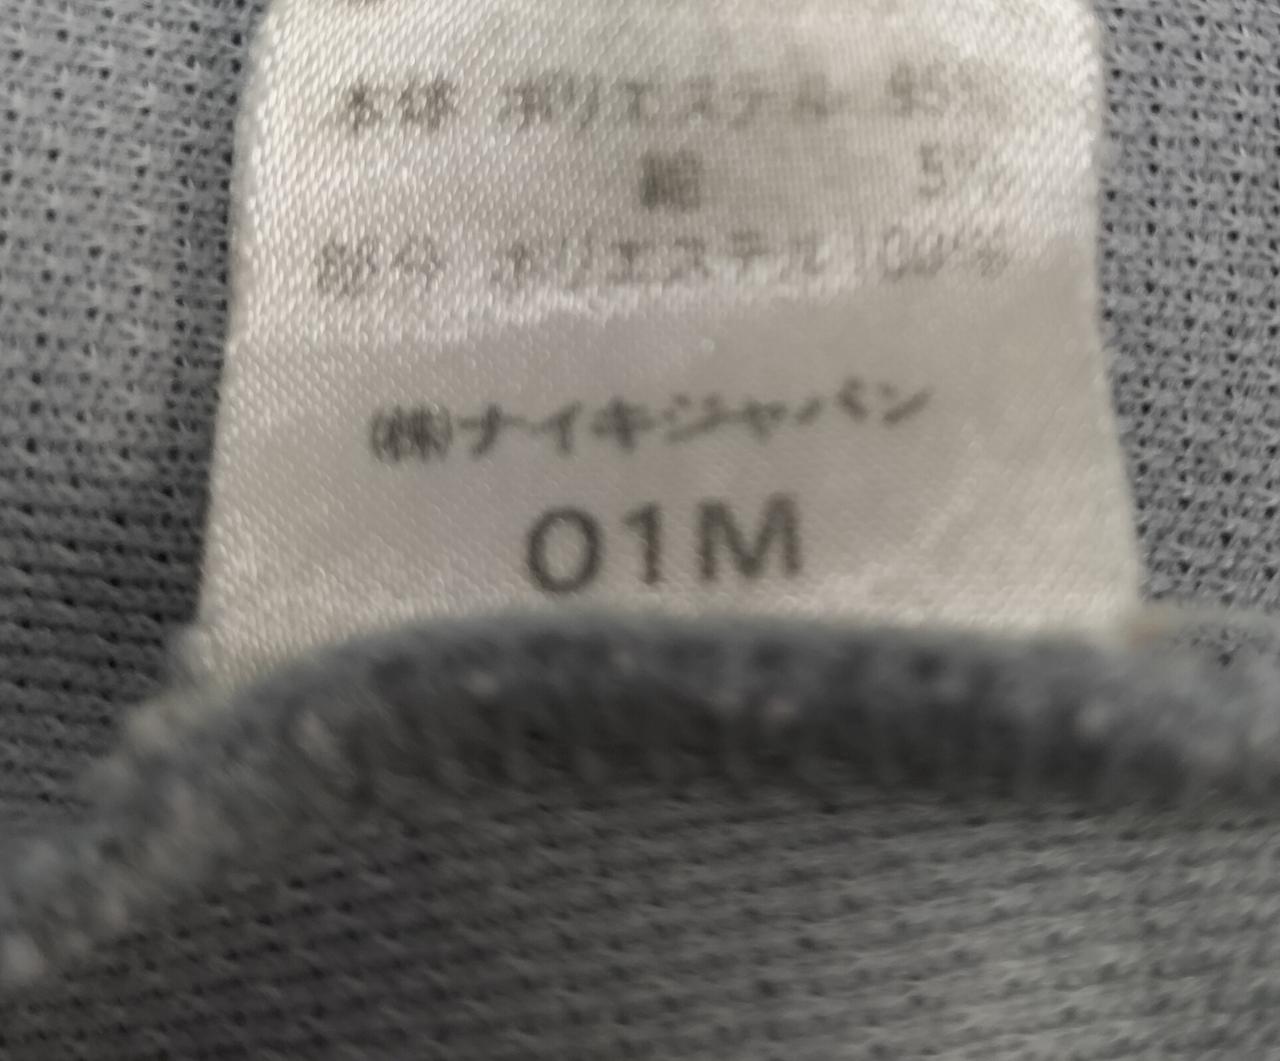 本体 ポリエステル 95%
綿 5%
部分 ポリエステル 100%
(株)ナイキジャパン
01M